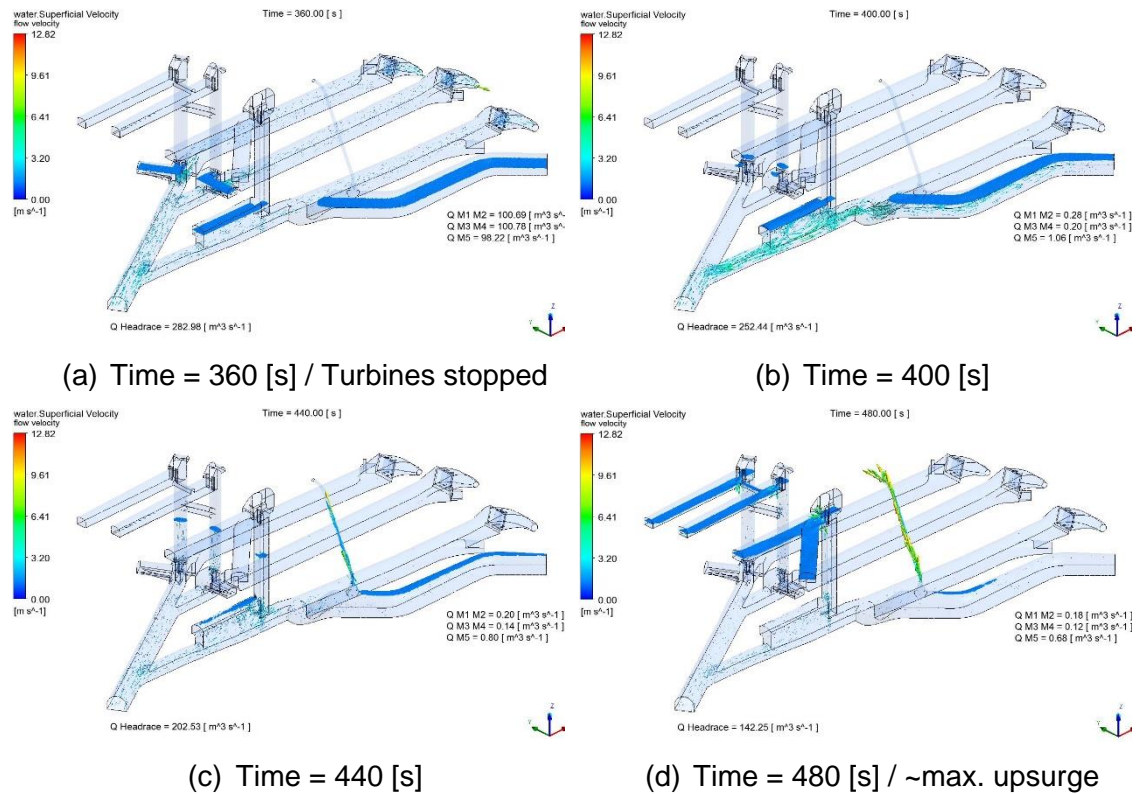 water.Superficial Velocity
flow velocity
Time = 360.00 [ s ]
12.82
9.61
6.41
3.20
0.00
[m s^-1]
Q M1 M2 = 100.69 [ m^3 s^-
Q M3 M4 = 100.78 [ m^3 s^-
Q M5 = 98.22 [ m^3 s^-1 ]
Q Headrace = 282.98 [ m^3 s^-1 ]
Z
Y
(a) Time = 360 [s] / Turbines stopped
water.Superficial Velocity
flow velocity
Time = 400.00 [ s ]
12.82
9.61
6.41
3.20
0.00
[m s^-1]
Q M1 M2 = 0.28 [ m^3 s^-1 ]
Q M3 M4 = 0.20 [ m^3 s^-1 ]
Q M5 = 1.06 [ m^3 s^-1 ]
Q Headrace = 252.44 [ m^3 s^-1 ]
Z
Y
(b) Time = 400 [s]
water.Superficial Velocity
flow velocity
Time = 440.00 [ s ]
12.82
9.61
6.41
3.20
0.00
[m s^-1]
Q M1 M2 = 0.20 [ m^3 s^-1 ]
Q M3 M4 = 0.14 [ m^3 s^-1 ]
Q M5 = 0.80 [ m^3 s^-1 ]
Q Headrace = 202.53 [ m^3 s^-1 ]
Z
Y
(c) Time = 440 [s]
water.Superficial Velocity
flow velocity
Time = 480.00 [ s ]
12.82
9.61
6.41
3.20
0.00
[m s^-1]
Q M1 M2 = 0.18 [ m^3 s^-1 ]
Q M3 M4 = 0.12 [ m^3 s^-1 ]
Q M5 = 0.68 [ m^3 s^-1 ]
Q Headrace = 142.25 [ m^3 s^-1 ]
Z
Y
(d) Time = 480 [s] / ~max. upsurge